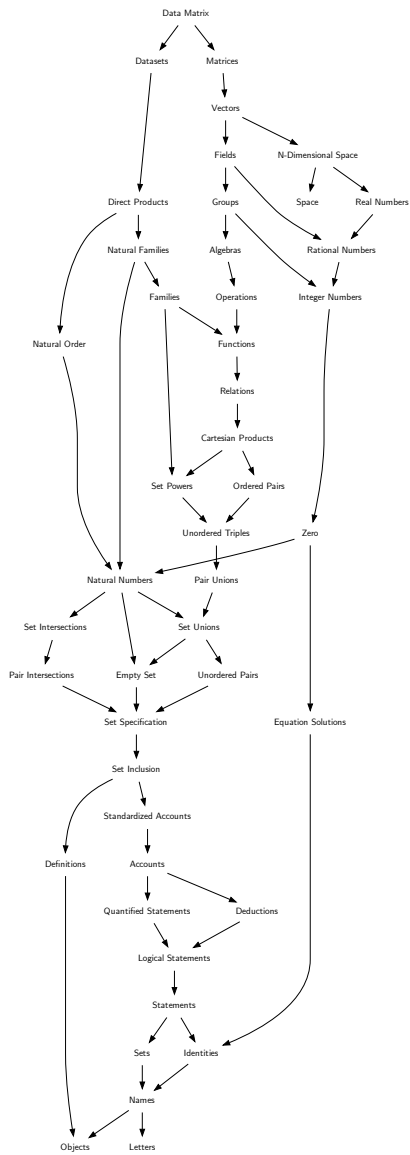 Data Matrix
Datasets
Matrices
Vectors
Fields
N-Dimensional Space
Direct Products
Groups
Space
Real Numbers
Natural Families
Algebras
Rational Numbers
Families
Operations
Integer Numbers
Natural Order
Functions
Relations
Cartesian Products
Set Powers
Ordered Pairs
Unordered Triples
Zero
Natural Numbers
Pair Unions
Set Intersections
Set Unions
Pair Intersections
Empty Set
Unordered Pairs
Set Specification
Equation Solutions
Set Inclusion
Standardized Accounts
Definitions
Accounts
Quantified Statements
Deductions
Logical Statements
Statements
Sets
Identities
Names
Objects
Letters